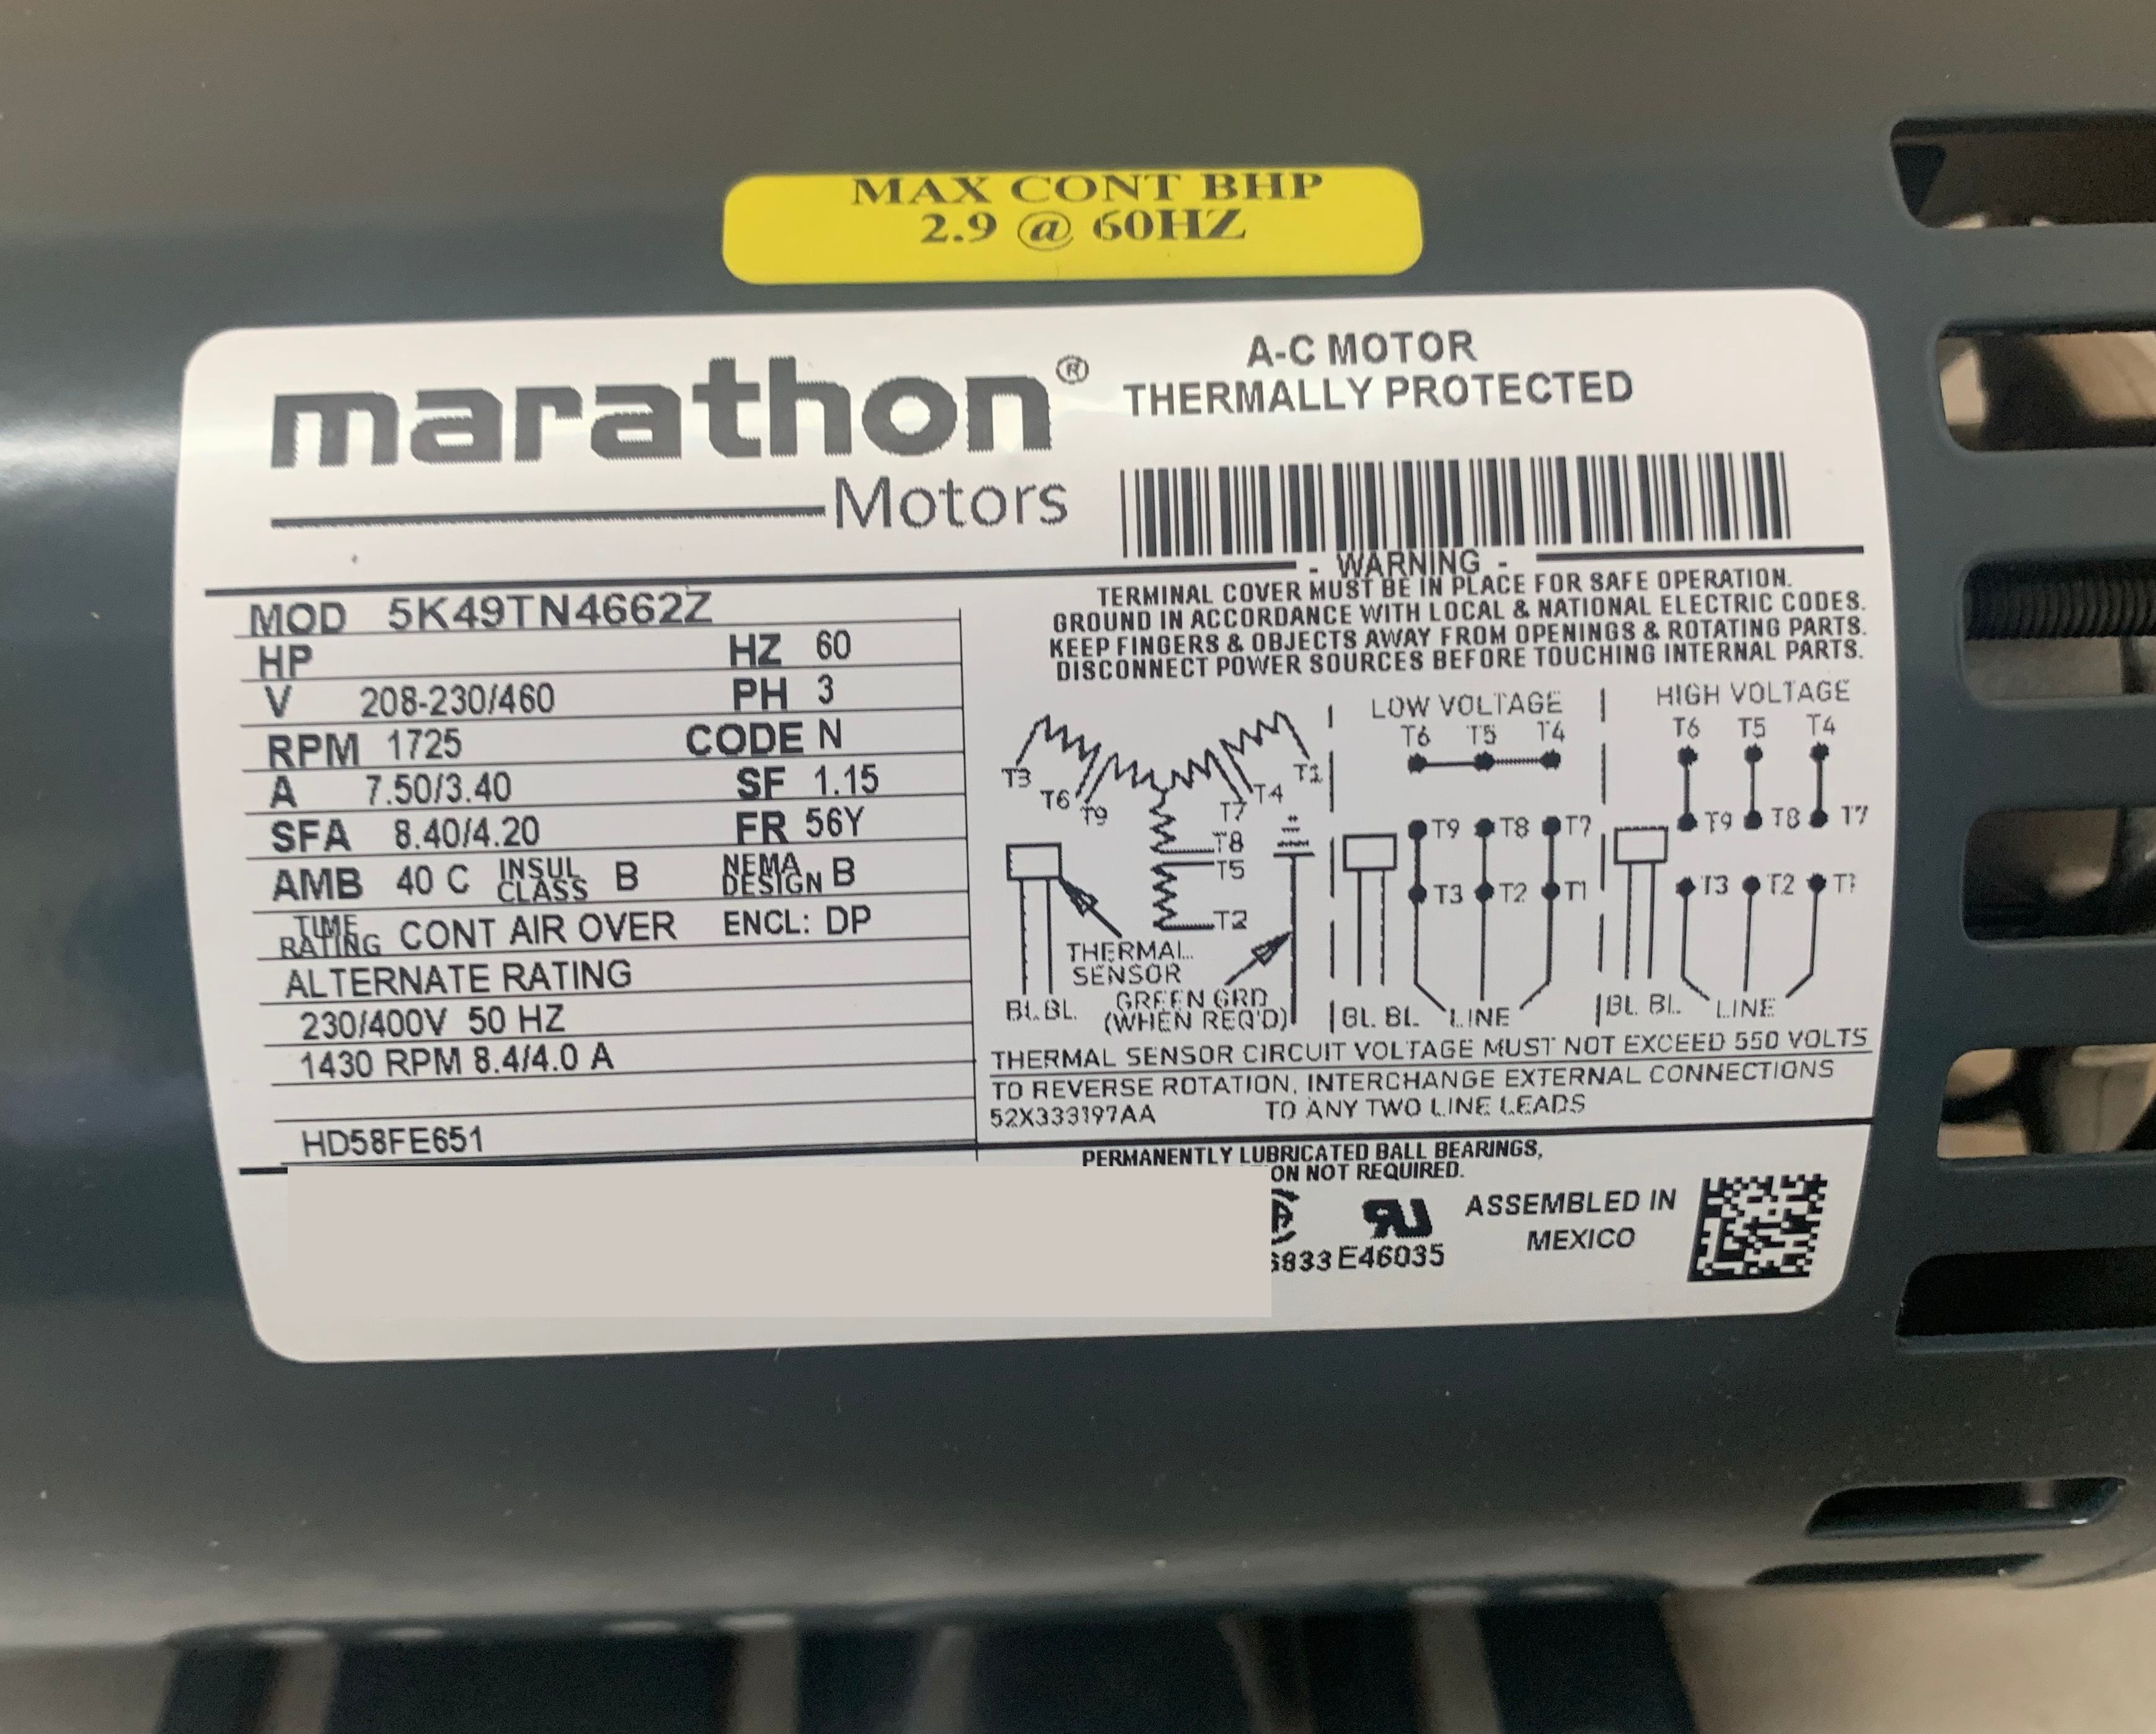 MAX CONT BHP
2.9 @ 60HZ
marathon®
Motors
A-C MOTOR
THERMALLY PROTECTED
- WARNING -
TERMINAL COVER MUST BE IN PLACE FOR SAFE OPERATION.
GROUND IN ACCORDANCE WITH LOCAL & NATIONAL ELECTRIC CODES.
KEEP FINGERS & OBJECTS AWAY FROM OPENINGS & ROTATING PARTS.
DISCONNECT POWER SOURCES BEFORE TOUCHING INTERNAL PARTS.
MOD 5K49TN4662Z
HP HZ 60
V 208-230/460 PH 3
RPM 1725 CODE N
A 7.50/3.40 SF 1.15
SFA 8.40/4.20 FR 56Y
AMB 40 C INSUL CLASS B NEMA DESIGN B
TIME RATING CONT AIR OVER ENCL: DP
ALTERNATE RATING
230/400V 50 HZ
1430 RPM 8.4/4.0 A
HD58FE651
T3 T6 T9 T7 T4 T1
T8
T5
T2
THERMAL
SENSOR
BL BL
GREEN GRD
(WHEN REQ'D)
LOW VOLTAGE
T6 T5 T4
T9 T8 T7
T3 T2 T1
BL BL LINE
HIGH VOLTAGE
T6 T5 T4
T9 T8 T7
T3 T2 T1
BL BL LINE
THERMAL SENSOR CIRCUIT VOLTAGE MUST NOT EXCEED 550 VOLTS
TO REVERSE ROTATION, INTERCHANGE EXTERNAL CONNECTIONS
52X333197AA TO ANY TWO LINE LEADS
PERMANENTLY LUBRICATED BALL BEARINGS,
ON NOT REQUIRED.
6833 E46035
ASSEMBLED IN
MEXICO